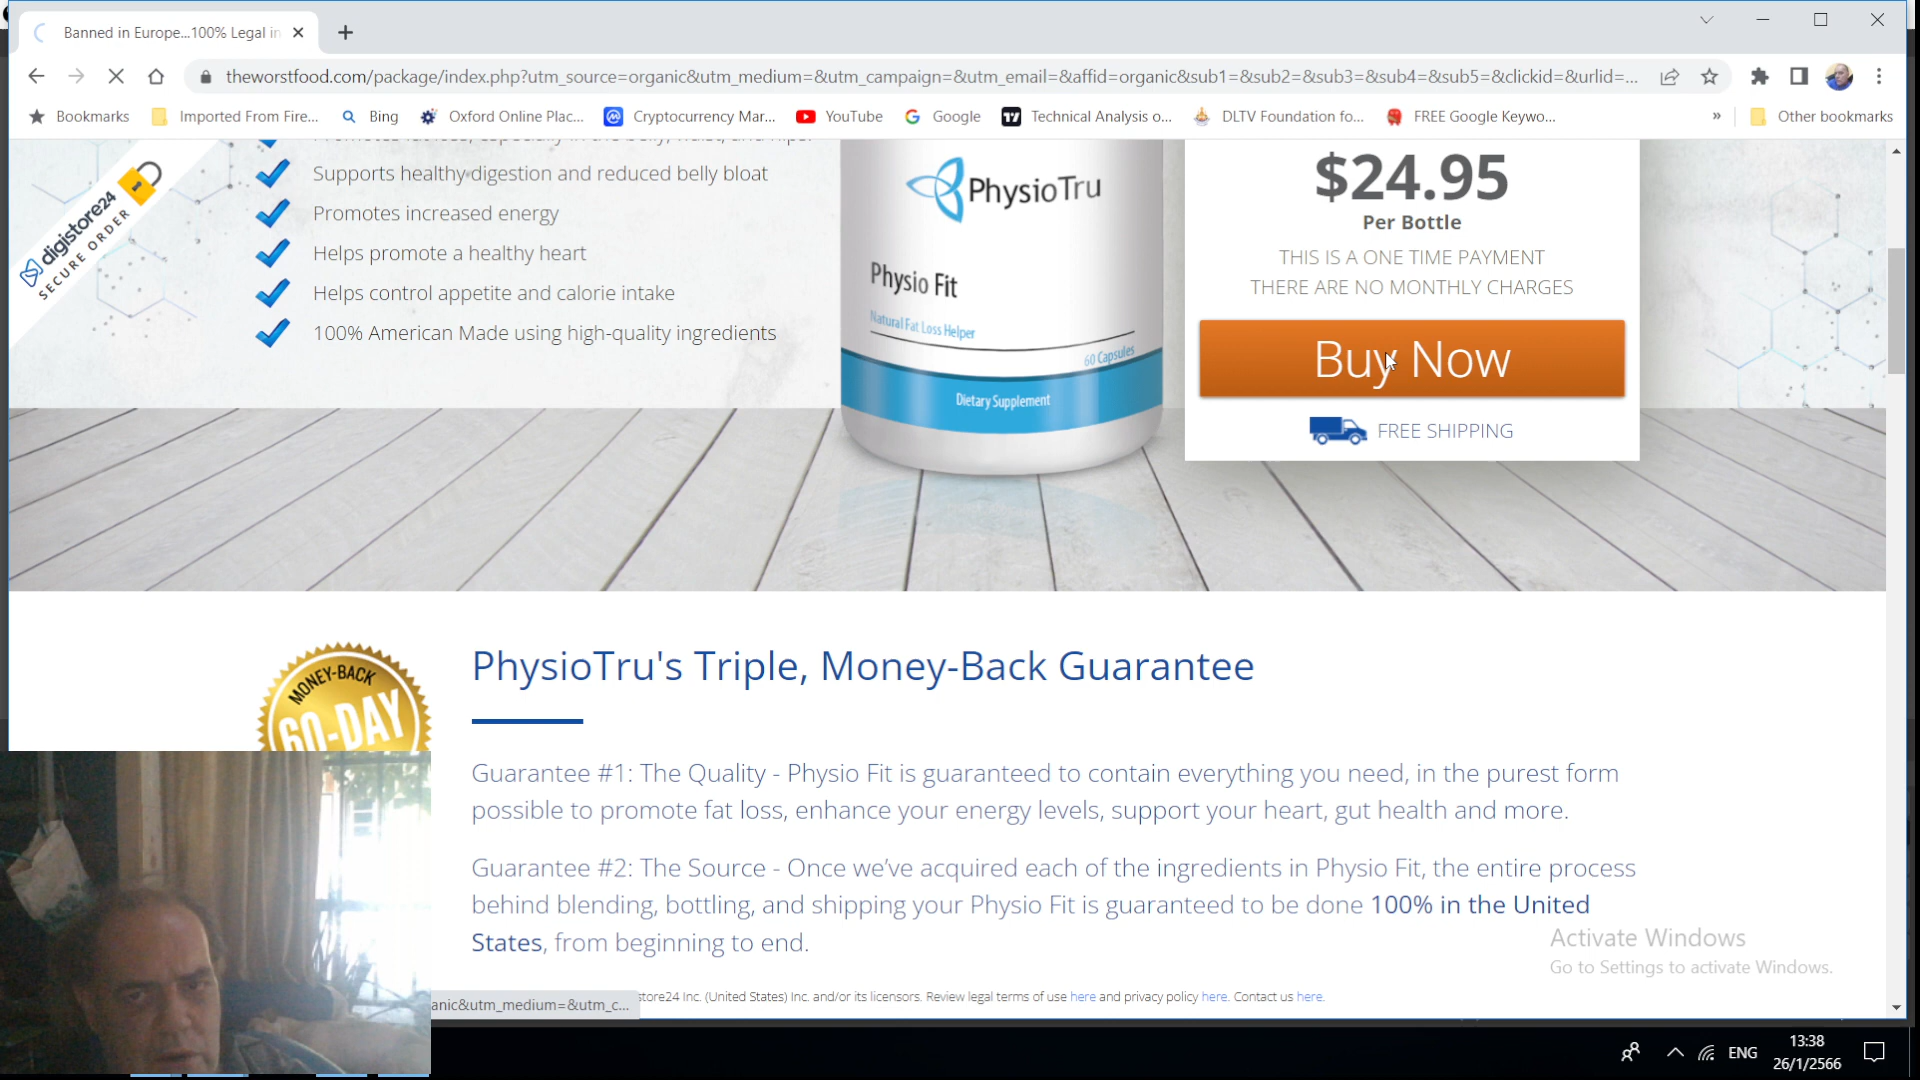 Banned in Europe...100% Legal in
theworstfood.com/package/index.php?utm_source=organic&utm_medium=&utm_campaign=&utm_email=&affid=organic&sub1=&sub2=&sub3=&sub4=&sub5=&clickid=&urlid=...
Bookmarks
Imported From Fire...
Bing
Oxford Online Plac...
Cryptocurrency Mar...
YouTube
Google
Technical Analysis o...
DLTV Foundation fo...
FREE Google Keywo...
»
Other bookmarks
digistore24
SECURE ORDER
Promotes fat loss, especially in the belly, waist, and hips.
Supports healthy digestion and reduced belly bloat
Promotes increased energy
Helps promote a healthy heart
Helps control appetite and calorie intake
100% American Made using high-quality ingredients
PhysioTru
Physio Fit
Natural Fat Loss Helper
60 Capsules
Dietary Supplement
$24.95
Per Bottle
THIS IS A ONE TIME PAYMENT
THERE ARE NO MONTHLY CHARGES
Buy Now
FREE SHIPPING
MONEY-BACK
60-DAY
PhysioTru's Triple, Money-Back Guarantee
Guarantee #1: The Quality - Physio Fit is guaranteed to contain everything you need, in the purest form
possible to promote fat loss, enhance your energy levels, support your heart, gut health and more.
Guarantee #2: The Source - Once we've acquired each of the ingredients in Physio Fit, the entire process
behind blending, bottling, and shipping your Physio Fit is guaranteed to be done 100% in the United
States, from beginning to end.
Activate Windows
Go to Settings to activate Windows.
anic&utm_medium=&utm_c...
store24 Inc. (United States) Inc. and/or its licensors. Review legal terms of use here and privacy policy here. Contact us here.
ENG
13:38
26/1/2566